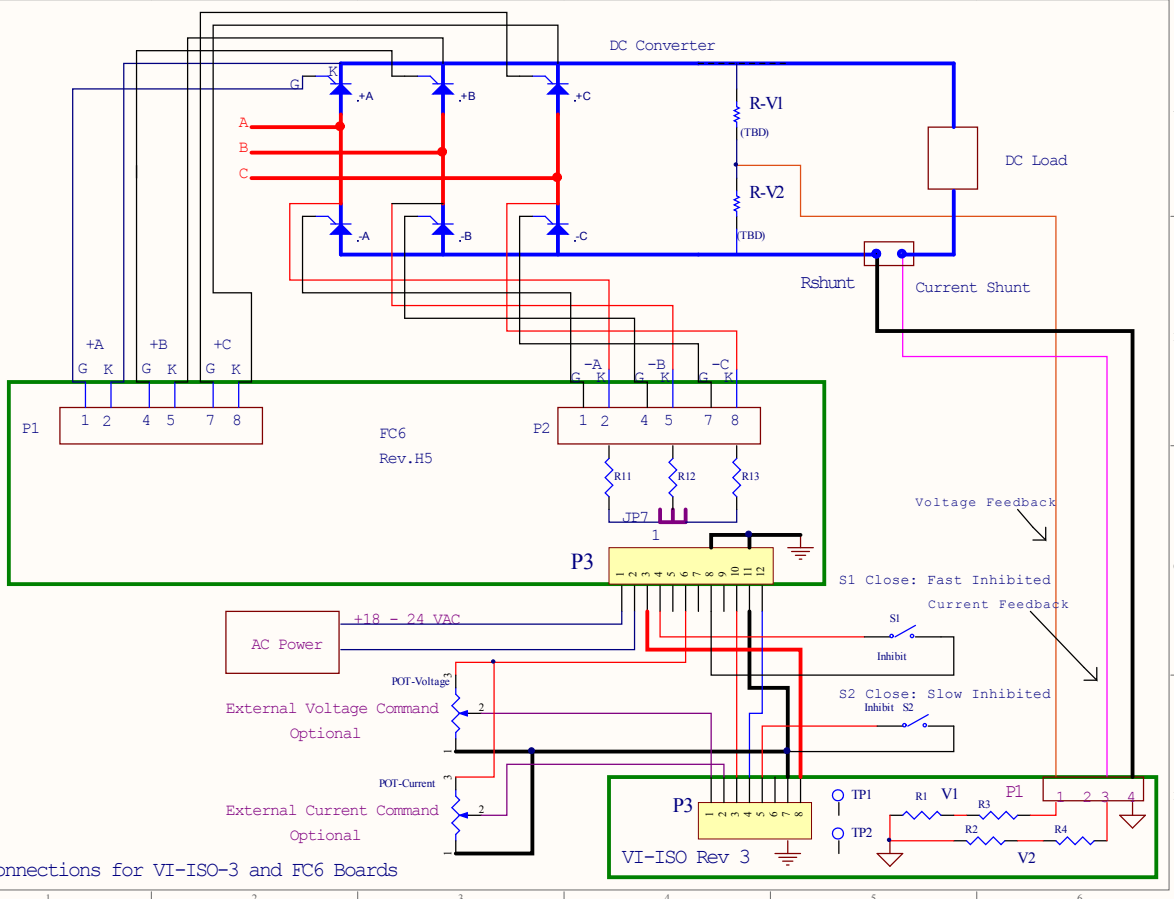 DC Converter
K
G
.+A
.+B
.+C
R-V1
(TBD)
A
B
C
DC Load
R-V2
(TBD)
.-A
.-B
.-C
Rshunt
Current Shunt
+A
+B
+C
G K G K G K
-A
-B
-C
G K G K G K
P1
1 2 4 5 7 8
FC6
Rev.H5
P2
1 2 4 5 7 8
R11
R12
R13
JP7
1
Voltage Feedback
P3
1 2 3 4 5 6 7 8 9 10 11 12
S1 Close: Fast Inhibited
Current Feedback
+18 - 24 VAC
AC Power
S1
Inhibit
POT-Voltage
3
2
1
External Voltage Command
Optional
S2 Close: Slow Inhibited
Inhibit S2
POT-Current
3
2
1
External Current Command
Optional
P3
1 2 3 4 5 6 7 8
TP1
TP2
R1
V1
R3
P1
1 2 3 4
R2
R4
V2
VI-ISO Rev 3
onnections for VI-ISO-3 and FC6 Boards
1 2 3 4 5 6